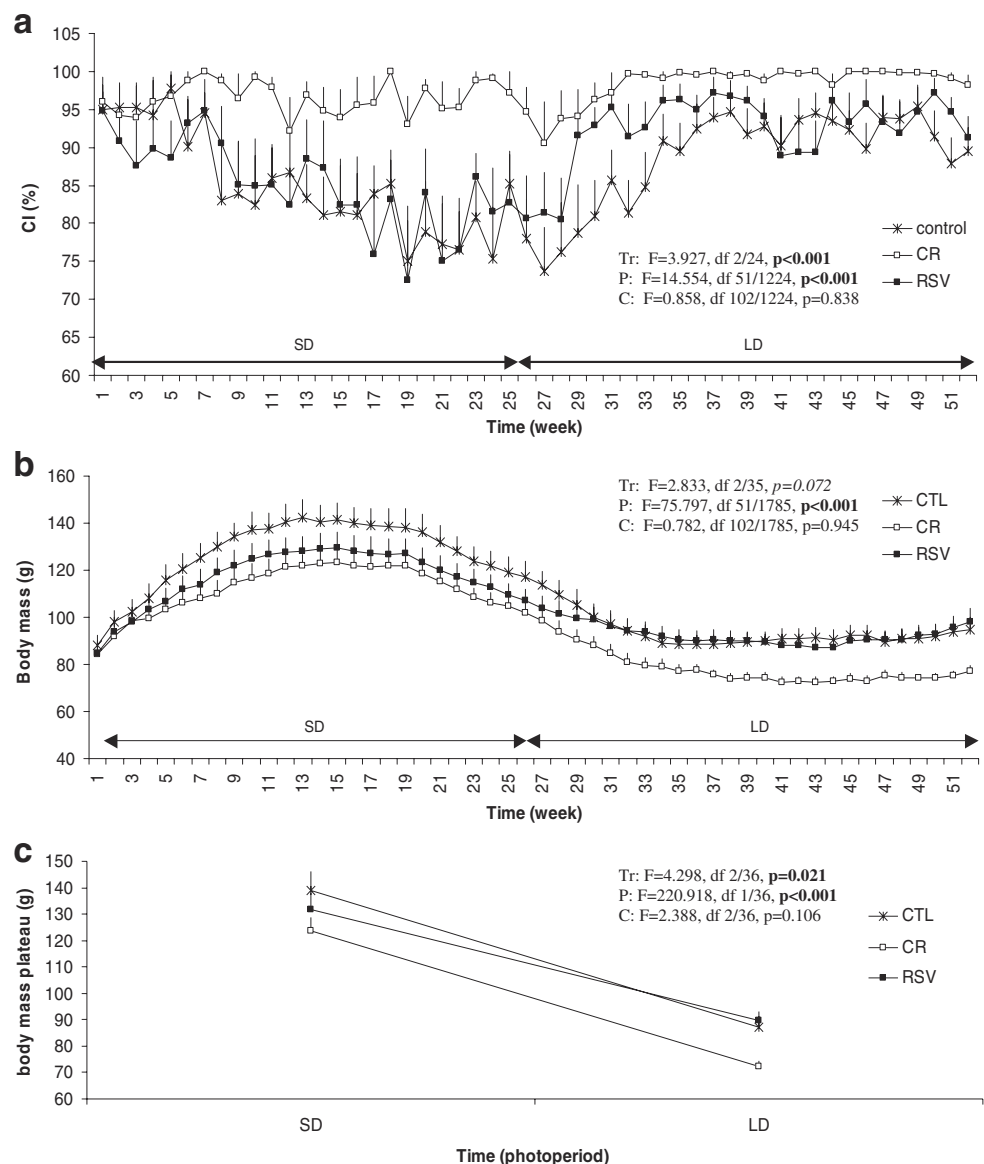 a
105
100
95
90
85
80
75
70
65
60
CI (%)
control
CR
RSV
Tr: F=3.927, df 2/24, p<0.001
P: F=14.554, df 51/1224, p<0.001
C: F=0.858, df 102/1224, p=0.838
SD
LD
1 3 5 7 9 11 13 15 17 19 21 23 25 27 29 31 33 35 37 39 41 43 45 47 49 51
Time (week)
b
160
140
120
100
80
60
40
Body mass (g)
Tr: F=2.833, df 2/35, p=0.072
P: F=75.797, df 51/1785, p<0.001
C: F=0.782, df 102/1785, p=0.945
CTL
CR
RSV
SD
LD
1 3 5 7 9 11 13 15 17 19 21 23 25 27 29 31 33 35 37 39 41 43 45 47 49 51
Time (week)
c
150
140
130
120
110
100
90
80
70
60
body mass plateau (g)
Tr: F=4.298, df 2/36, p=0.021
P: F=220.918, df 1/36, p<0.001
C: F=2.388, df 2/36, p=0.106
CTL
CR
RSV
SD
LD
Time (photoperiod)